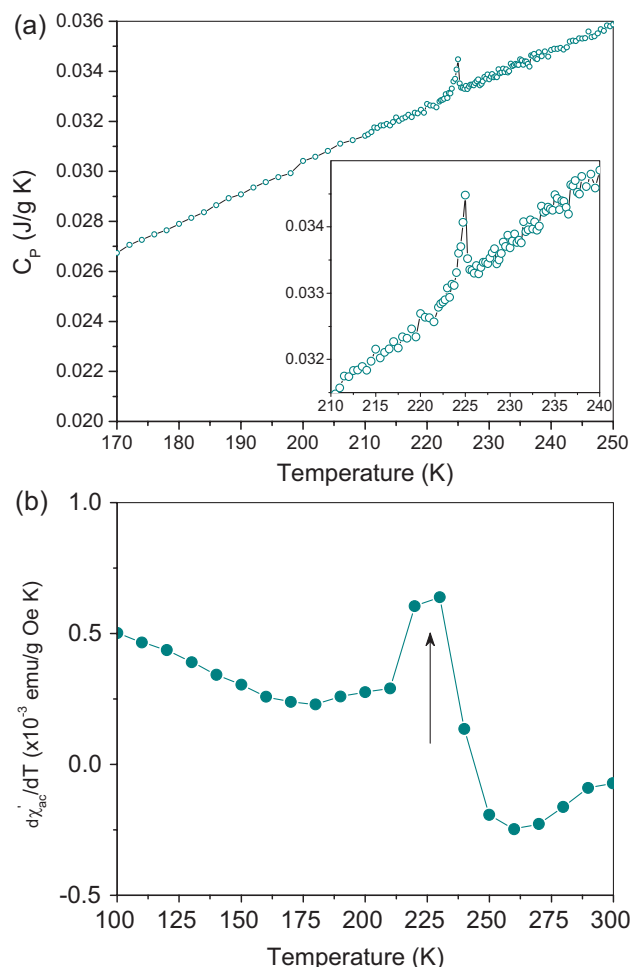 (a)
0.036
0.034
0.032
0.030
0.028
0.026
0.024
0.022
0.020
C_P (J/g K)
0.034
0.033
0.032
210 215 220 225 230 235 240
170 180 190 200 210 220 230 240 250
Temperature (K)
(b)
1.0
0.5
0.0
-0.5
dχ'_ac/dT (x10^-3 emu/g Oe K)
100 125 150 175 200 225 250 275 300
Temperature (K)